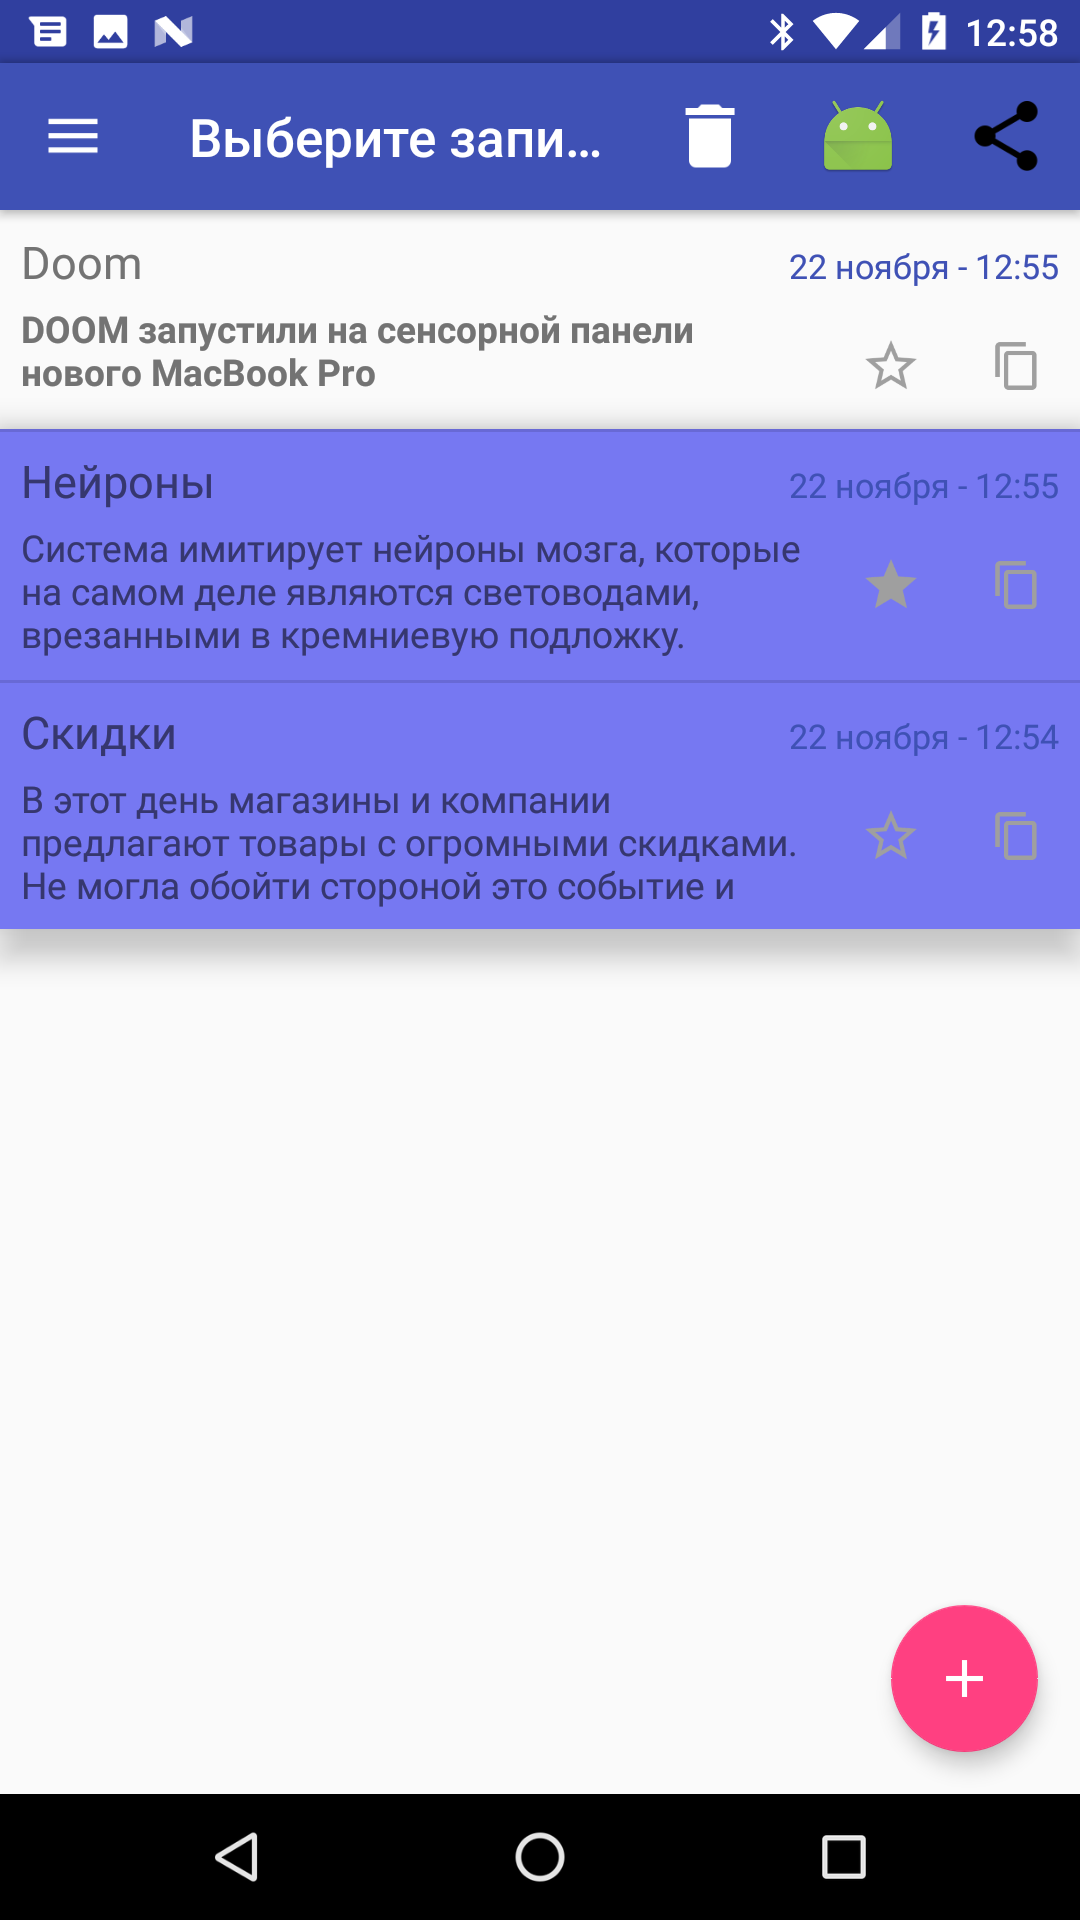 12:58
Выберите запи…
Doom
22 ноября - 12:55
DOOM запустили на сенсорной панели
нового MacBook Pro
Нейроны
22 ноября - 12:55
Система имитирует нейроны мозга, которые
на самом деле являются световодами,
врезанными в кремниевую подложку.
Скидки
22 ноября - 12:54
В этот день магазины и компании
предлагают товары с огромными скидками.
Не могла обойти стороной это событие и